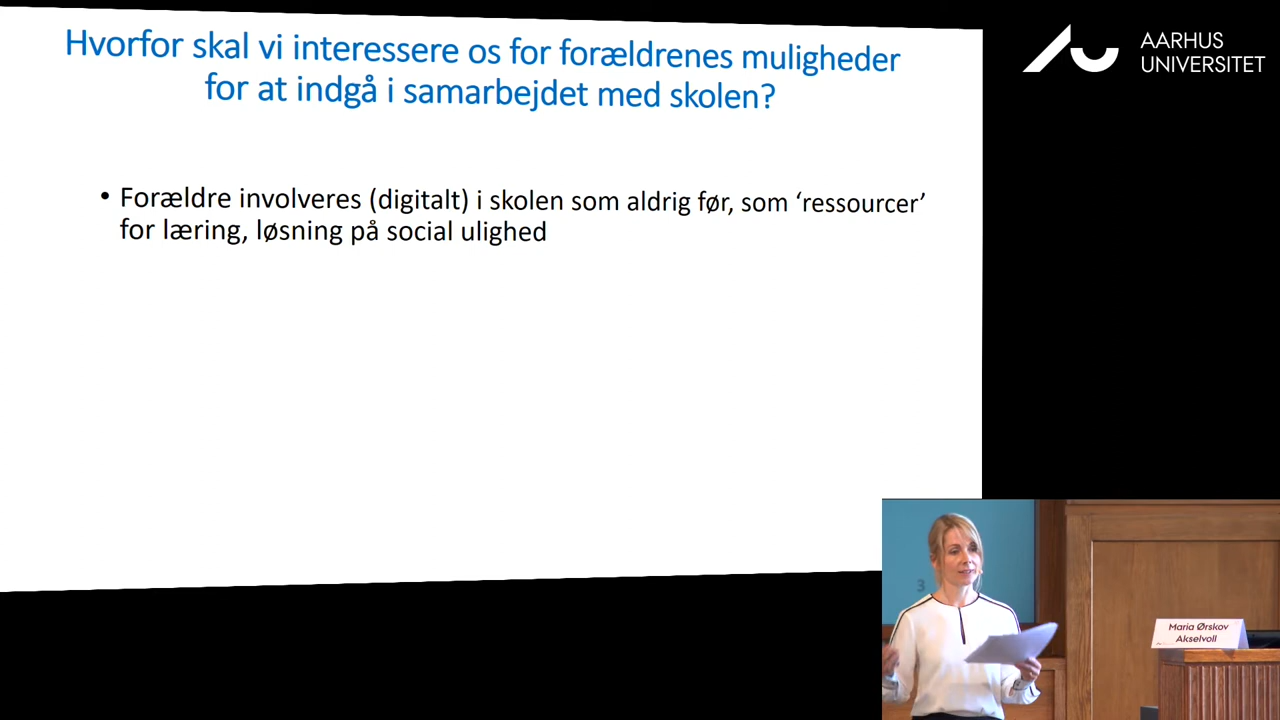 Hvorfor skal vi interessere os for forældrenes muligheder
for at indgå i samarbejdet med skolen?
• Forældre involveres (digitalt) i skolen som aldrig før, som ‘ressourcer’
for læring, løsning på social ulighed
AARHUS
UNIVERSITET
3
Maria Ørskov
Akselvoll